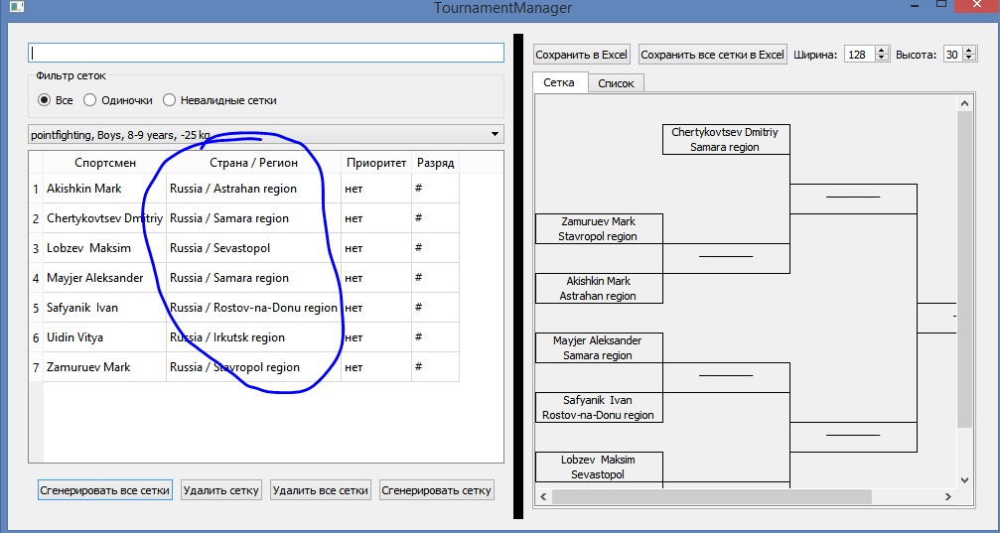 TournamentManager
Фильтр сеток
Все Одиночки Невалидные сетки
pointfighting, Boys, 8-9 years, -25 kg
Спортсмен Страна / Регион Приоритет Разряд
1 Akishkin Mark Russia / Astrahan region нет #
2 Chertykovtsev Dmitriy Russia / Samara region нет #
3 Lobzev Maksim Russia / Sevastopol нет #
4 Mayjer Aleksander Russia / Samara region нет #
5 Safyanik Ivan Russia / Rostov-na-Donu region нет #
6 Uidin Vitya Russia / Irkutsk region нет #
7 Zamuruev Mark Russia / Stavropol region нет #
Сгенерировать все сетки Удалить сетку Удалить все сетки Сгенерировать сетку
Сохранить в Excel Сохранить все сетки в Excel Ширина: 128 Высота: 30
Сетка Список
Chertykovtsev Dmitriy
Samara region
Zamuruev Mark
Stavropol region
Akishkin Mark
Astrahan region
Mayjer Aleksander
Samara region
Safyanik Ivan
Rostov-na-Donu region
Lobzev Maksim
Sevastopol